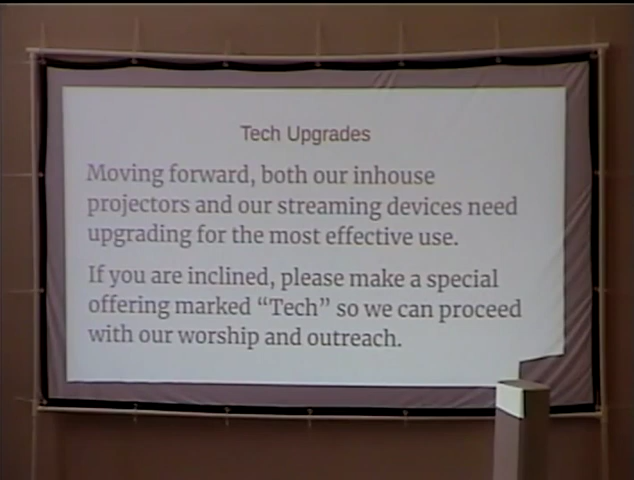 Tech Upgrades
Moving forward, both our inhouse
projectors and our streaming devices need
upgrading for the most effective use.
If you are inclined, please make a special
offering marked “Tech” so we can proceed
with our worship and outreach.